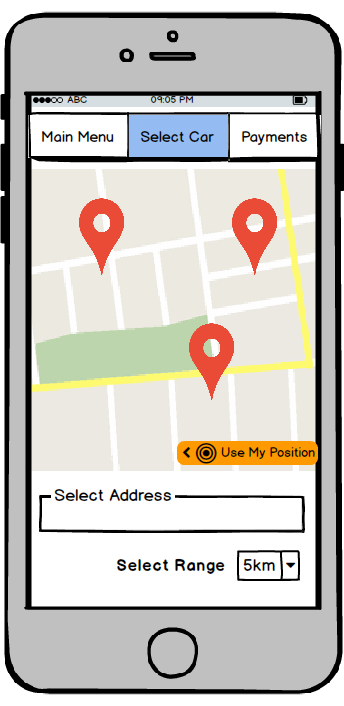 ABC 09:05 PM
Main Menu Select Car Payments
Use My Position
Select Address
Select Range 5km